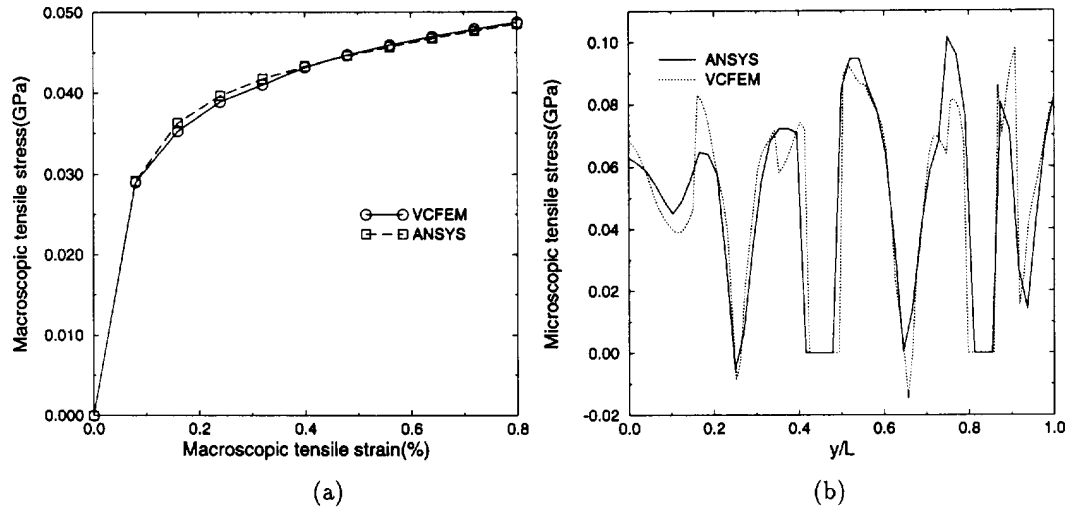 Macroscopic tensile stress(GPa)
0.050
0.040
0.030
0.020
0.010
0.000
VCFEM
ANSYS
0.0
0.2
0.4
0.6
0.8
Macroscopic tensile strain(%)
(a)
Microscopic tensile stress(GPa)
0.10
0.08
0.06
0.04
0.02
0.00
-0.02
ANSYS
VCFEM
0.0
0.2
0.4
0.6
0.8
1.0
y/L
(b)